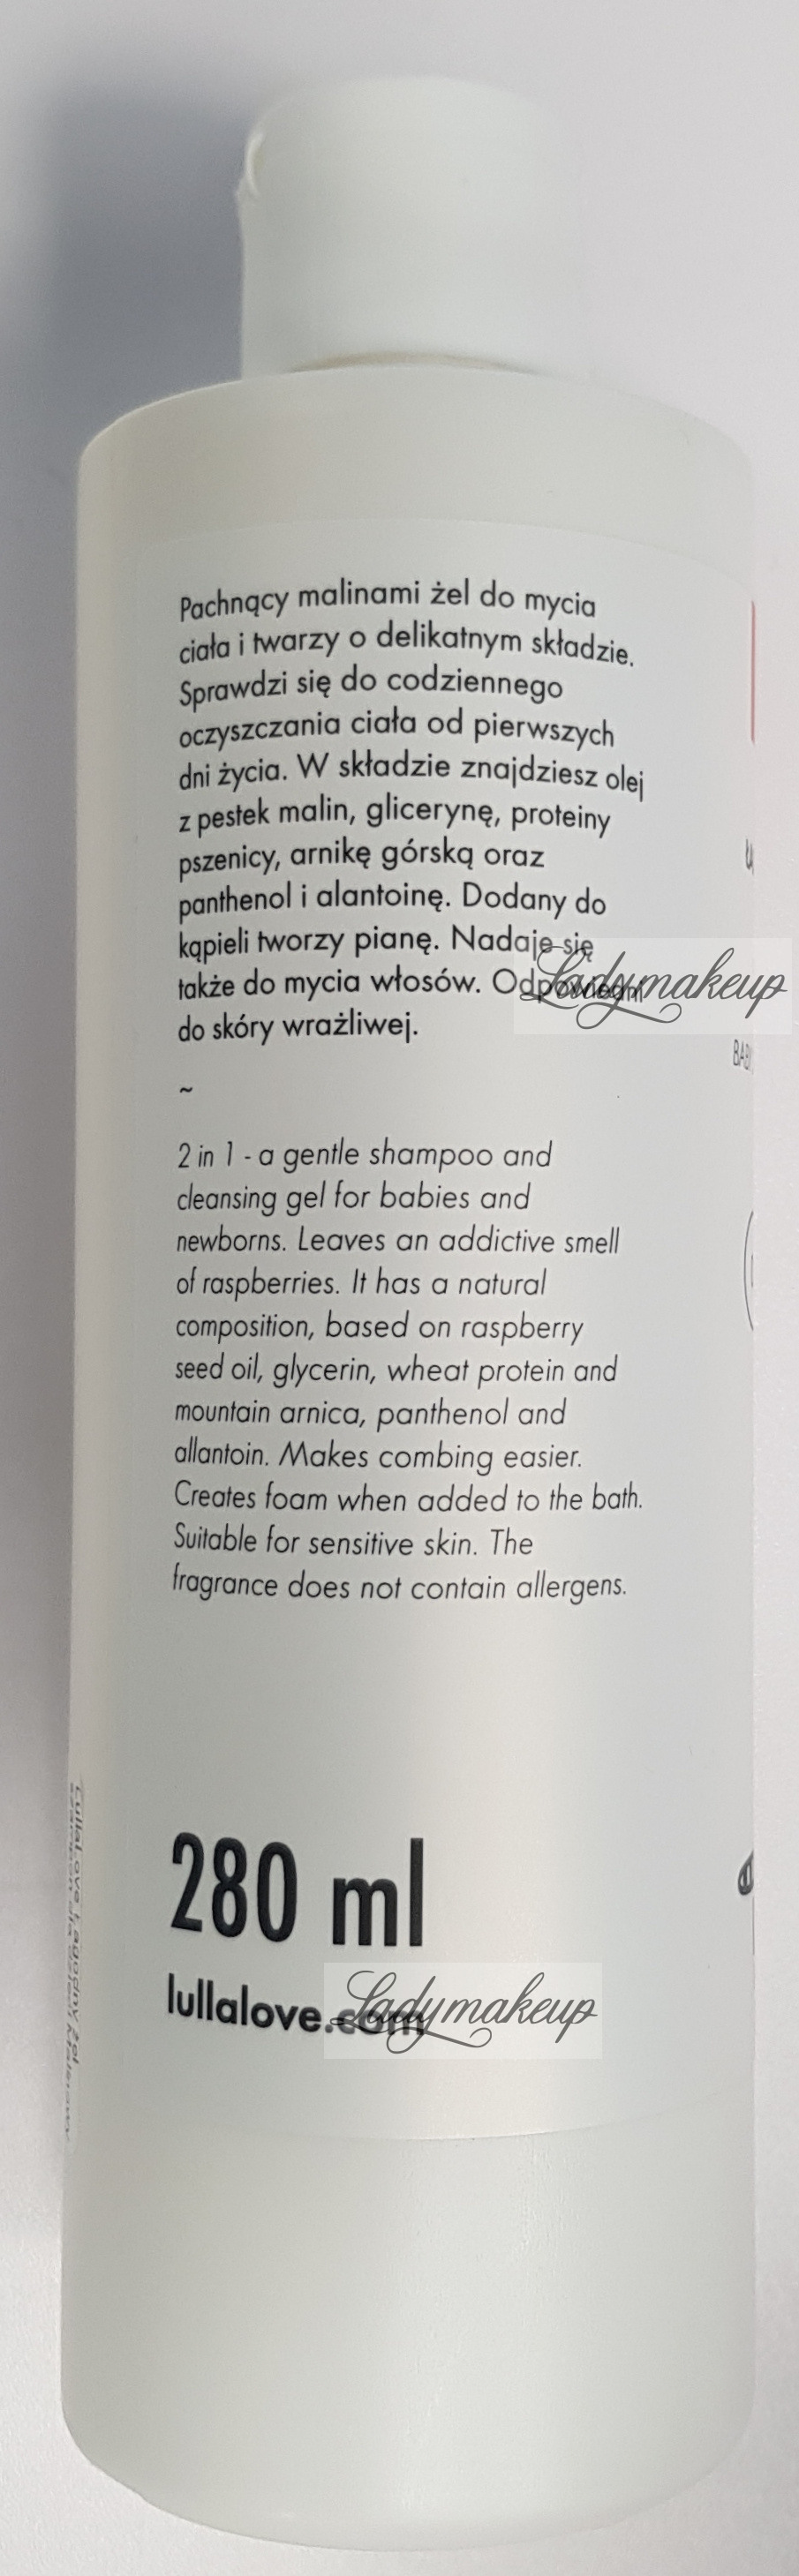 Pachnący malinami żel do mycia
ciała i twarzy o delikatnym składzie.
Sprawdzi się do codziennego
oczyszczania ciała od pierwszych
dni życia. W składzie znajdziesz olej
z pestek malin, glicerynę, proteiny
pszenicy, arnikę górską oraz
panthenol i alantoinę. Dodany do
kąpieli tworzy pianę. Nadaje się
także do mycia włosów. Odpowiedni
do skóry wrażliwej.
~
2 in 1 - a gentle shampoo and
cleansing gel for babies and
newborns. Leaves an addictive smell
of raspberries. It has a natural
composition, based on raspberry
seed oil, glycerin, wheat protein and
mountain arnica, panthenol and
allantoin. Makes combing easier.
Creates foam when added to the bath.
Suitable for sensitive skin. The
fragrance does not contain allergens.
280 ml
lullalove.com
Ladymakeup
Ladymakeup